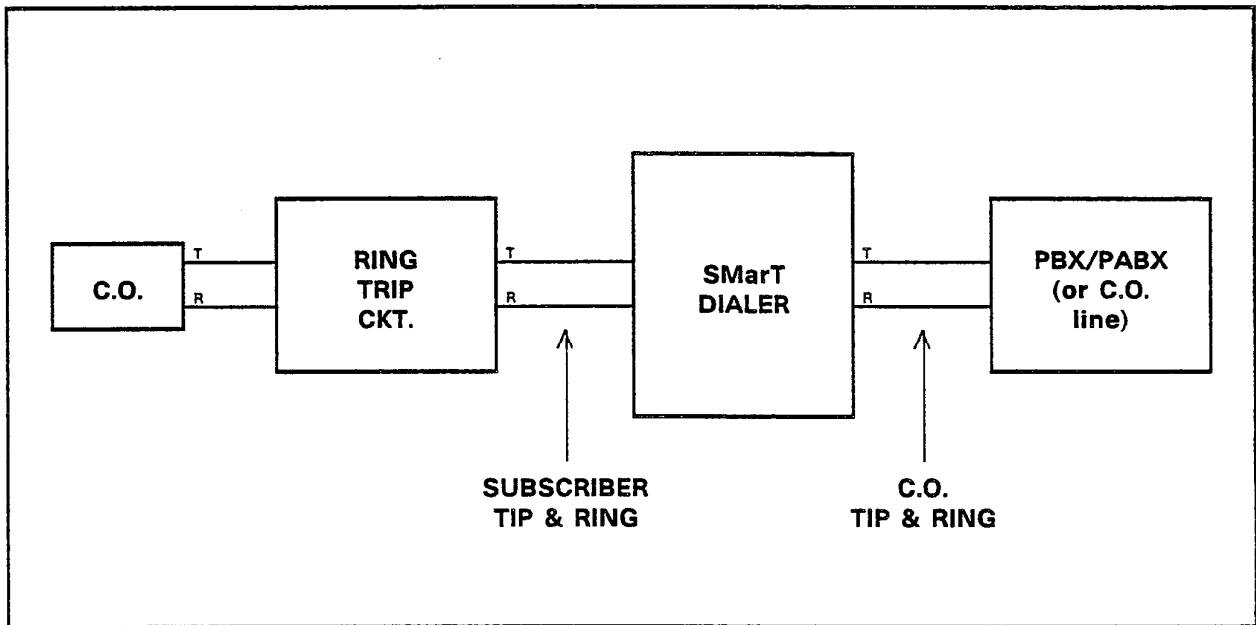 C.O.
T
R
RING
TRIP
CKT.
T
R
SMarT
DIALER
T
R
PBX/PABX
(or C.O.
line)
SUBSCRIBER
TIP & RING
C.O.
TIP & RING